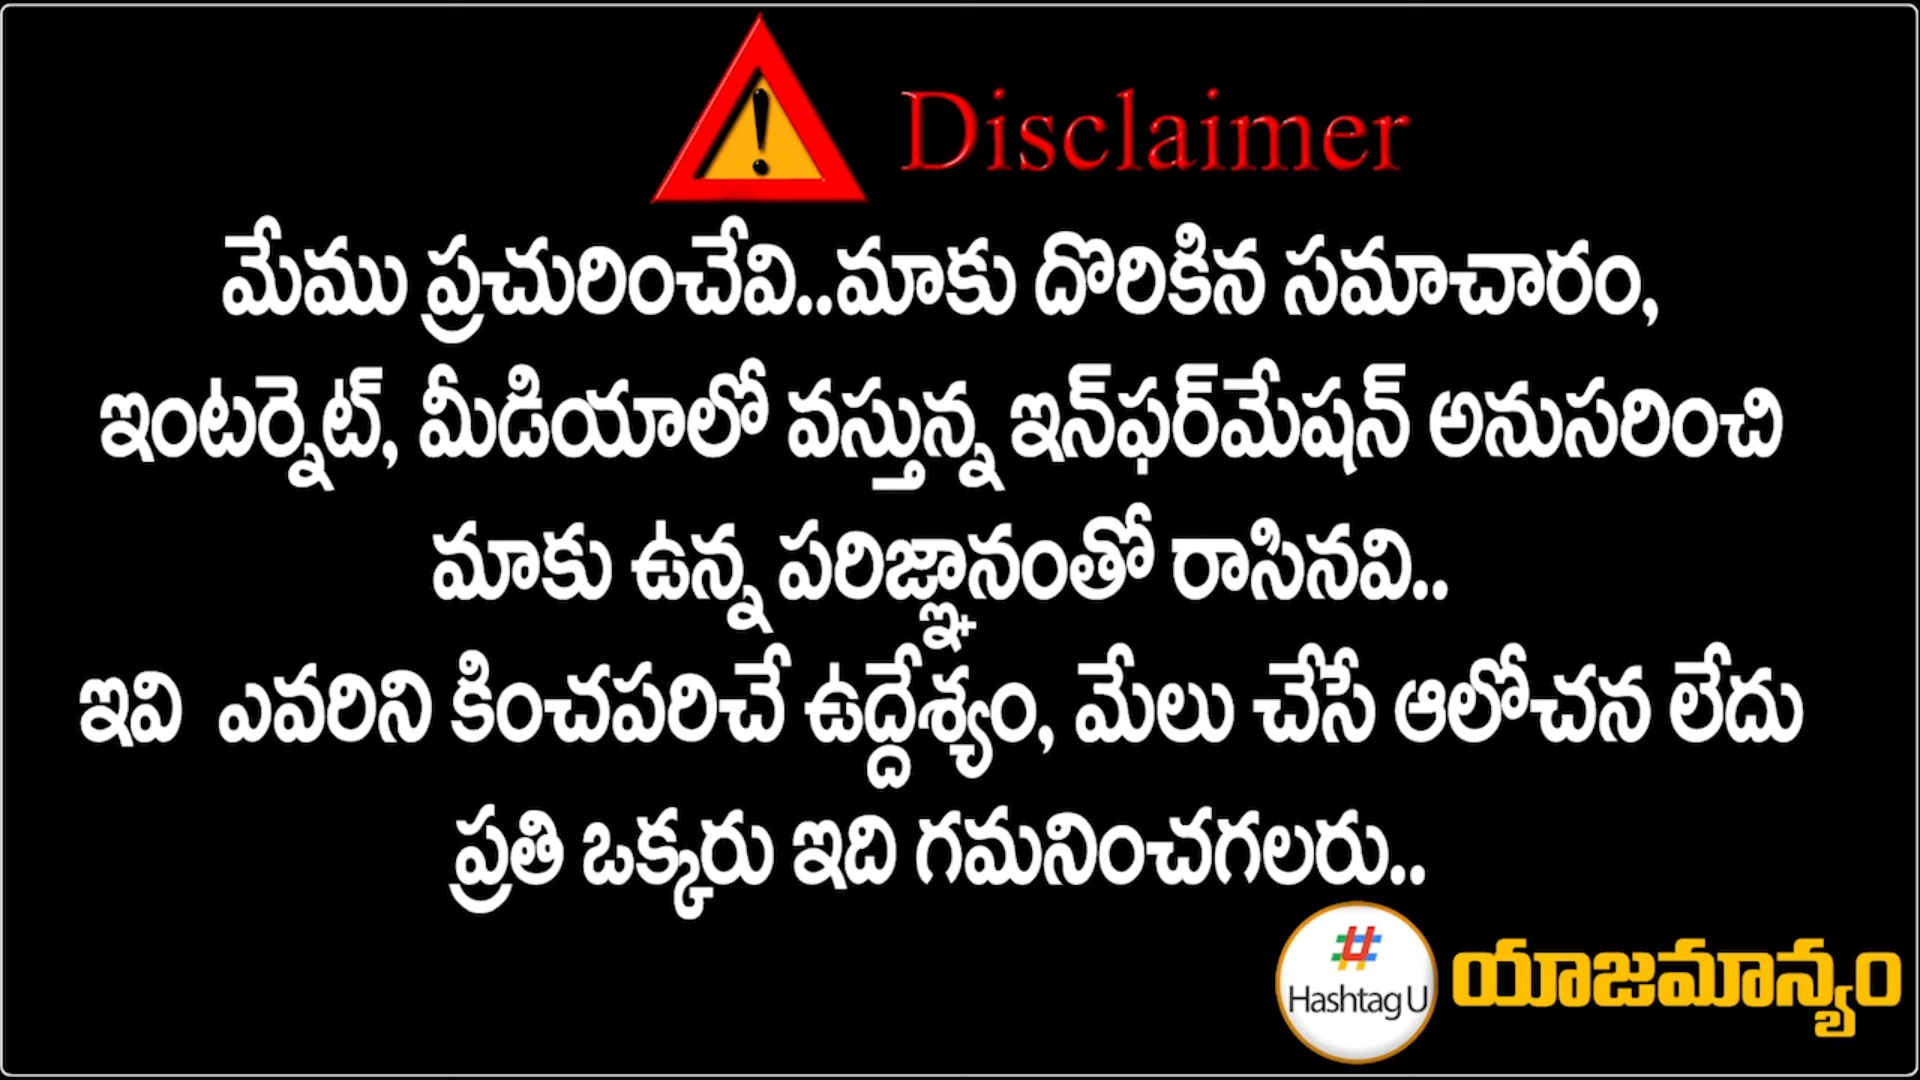 Disclaimer
మేము ప్రచురించేవి..మాకు దొరికిన సమాచారం,
ఇంటర్నెట్, మీడియాలో వస్తున్న ఇన్‌ఫర్‌మేషన్ అనుసరించి
మాకు ఉన్న పరిజ్ఞానంతో రాసినవి..
ఇవి ఎవరిని కించపరిచే ఉద్దేశ్యం, మేలు చేసే ఆలోచన లేదు
ప్రతి ఒక్కరు ఇది గమనించగలరు..
# Hashtag U యాజమాన్యం